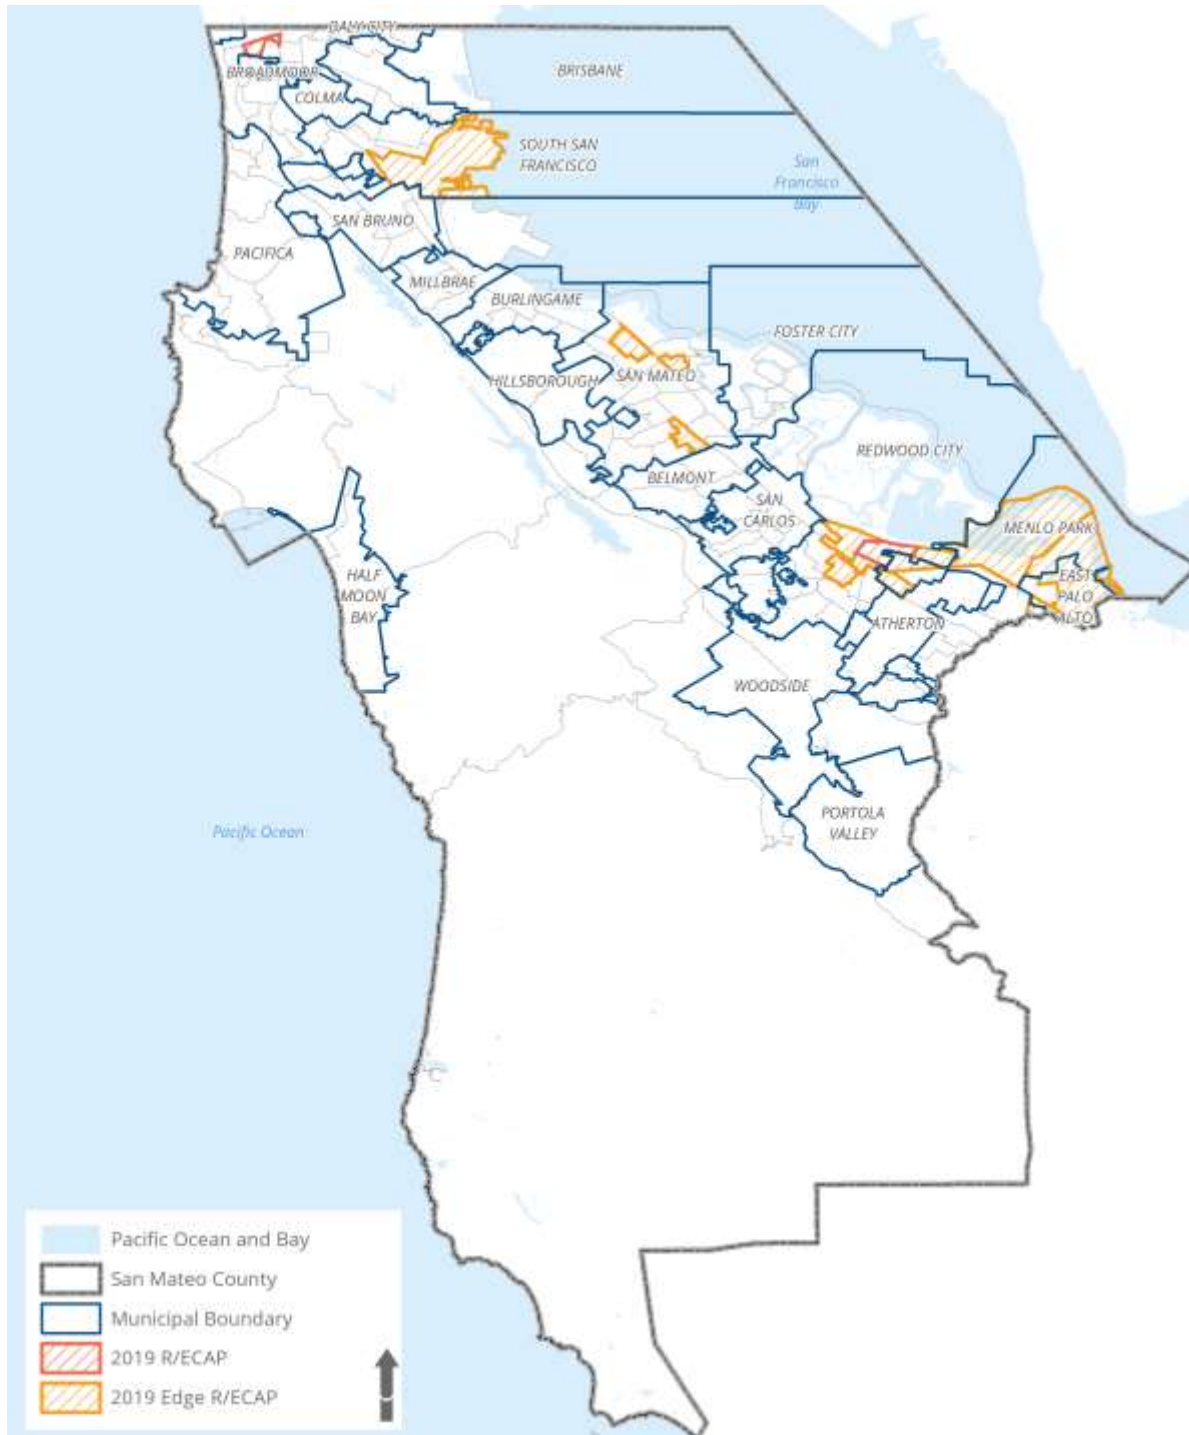 DALY CITY
BROADMOOR
BRISBANE
COLMA
SOUTH SAN
FRANCISCO
San
Francisco
Bay
SAN BRUNO
PACIFICA
MILLBRAE
BURLINGAME
FOSTER CITY
HILLSBOROUGH
SAN MATEO
REDWOOD CITY
BELMONT
SAN
CARLOS
MENLO PARK
HALF
MOON
BAY
EAST
PALO
ALTO
ATHERTON
WOODSIDE
PORTOLA
VALLEY
Pacific Ocean
Pacific Ocean and Bay
San Mateo County
Municipal Boundary
2019 R/ECAP
2019 Edge R/ECAP